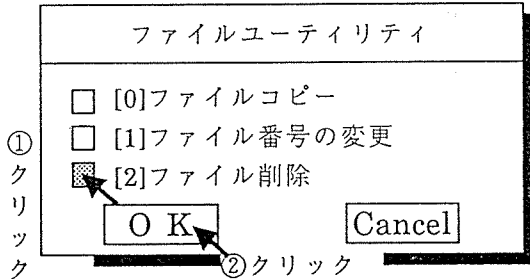 ファイルユーティリティ
[0]ファイルコピー
[1]ファイル番号の変更
[2]ファイル削除
①クリック
OK
Cancel
②クリック